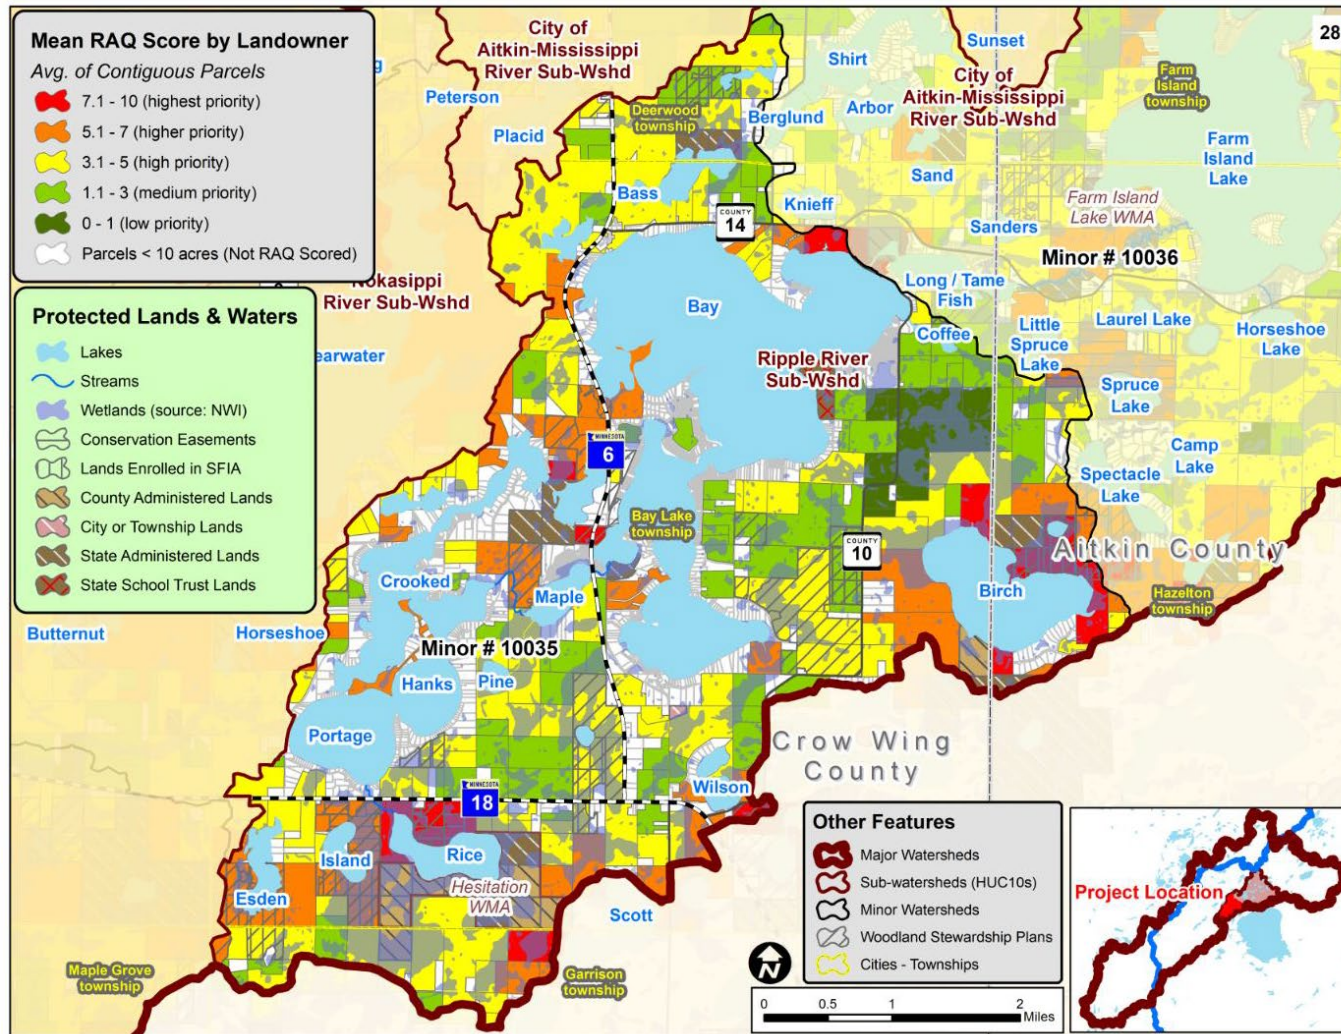 Mean RAQ Score by Landowner
Avg. of Contiguous Parcels
7.1 - 10 (highest priority)
5.1 - 7 (higher priority)
3.1 - 5 (high priority)
1.1 - 3 (medium priority)
0 - 1 (low priority)
Parcels < 10 acres (Not RAQ Scored)
Protected Lands & Waters
Lakes
Streams
Wetlands (source: NWI)
Conservation Easements
Lands Enrolled in SFIA
County Administered Lands
City or Township Lands
State Administered Lands
State School Trust Lands
City of
Aitkin-Mississippi
River Sub-Wshd
Peterson
Placid
Deerwood
township
Berglund
Bass
Knieff
COUNTY
14
Shirt
Arbor
Sunset
City of
Aitkin-Mississippi
River Sub-Wshd
28
Farm
Island
township
Farm
Island
Lake
Sand
Farm Island
Lake WMA
Sanders
Minor # 10036
River Sub-Wshd
Bay
Long / Tame
Fish
Coffee
Little
Spruce
Lake
Laurel Lake
Horseshoe
Lake
Ripple River
Sub-Wshd
Spruce
Lake
Camp
Lake
Spectacle
Lake
MINNESOTA
6
Bay Lake
township
COUNTY
10
Aitkin County
Birch
Hazelton
township
Crooked
Maple
Butternut
Horseshoe
Minor # 10035
Hanks
Pine
Portage
Crow Wing
County
Wilson
MINNESOTA
18
Island
Rice
Esden
Hesitation
WMA
Scott
Maple Grove
township
Garrison
township
Other Features
Major Watersheds
Sub-watersheds (HUC10s)
Minor Watersheds
Woodland Stewardship Plans
Cities - Townships
N
0 0.5 1 2
Miles
Project Location